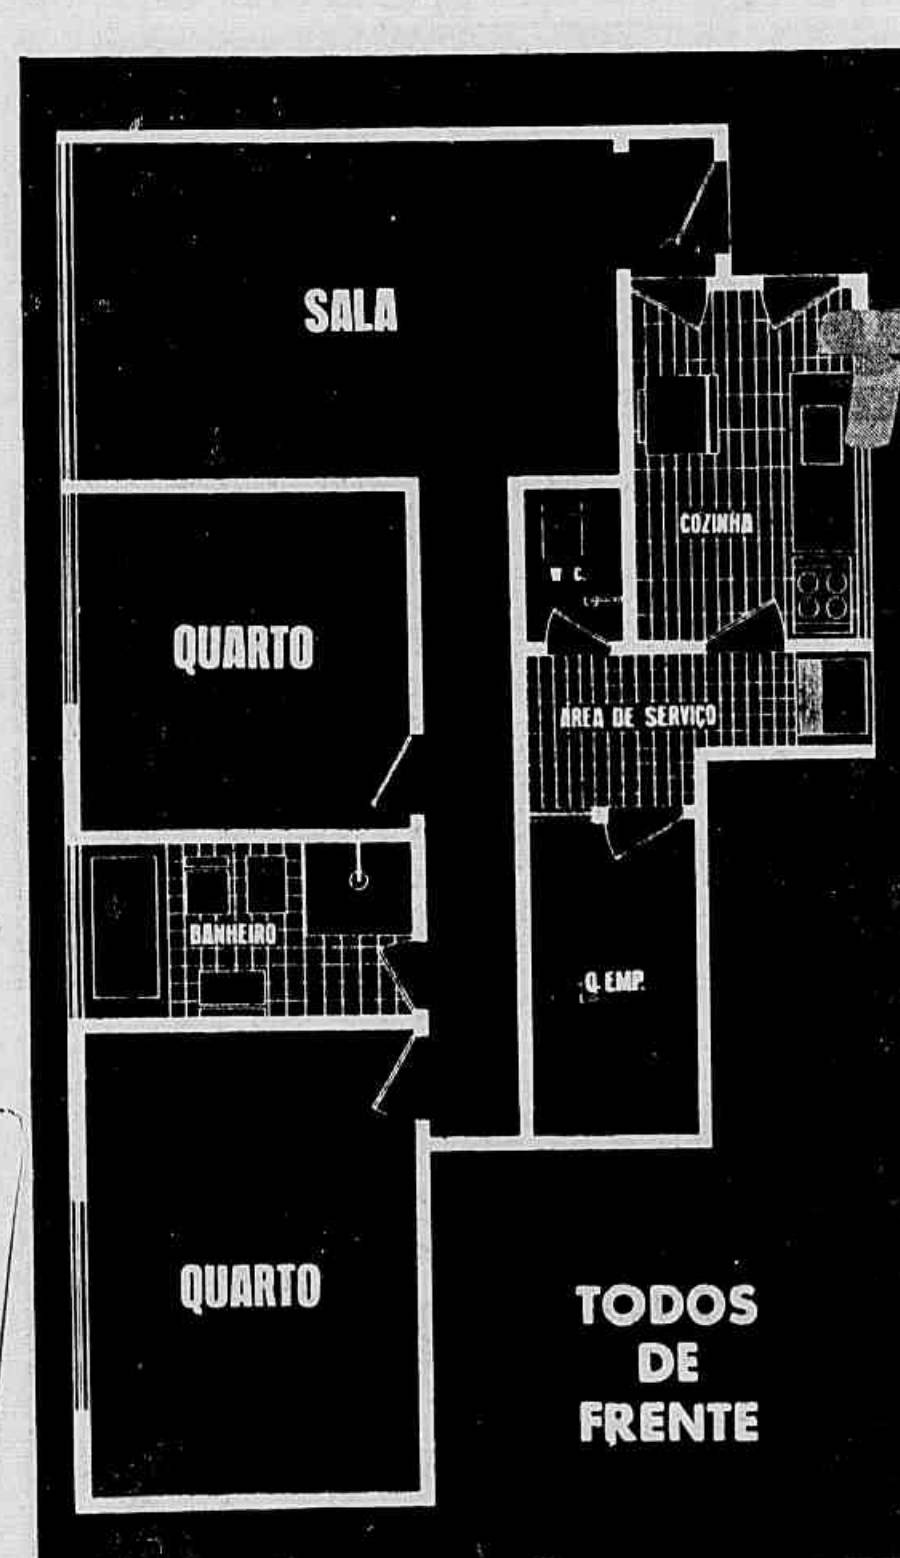 SALA
COZINHA
W C.
QUARTO
ÁREA DE SERVIÇO
BANHEIRO
Q. EMP.
QUARTO
TODOS
DE
FRENTE